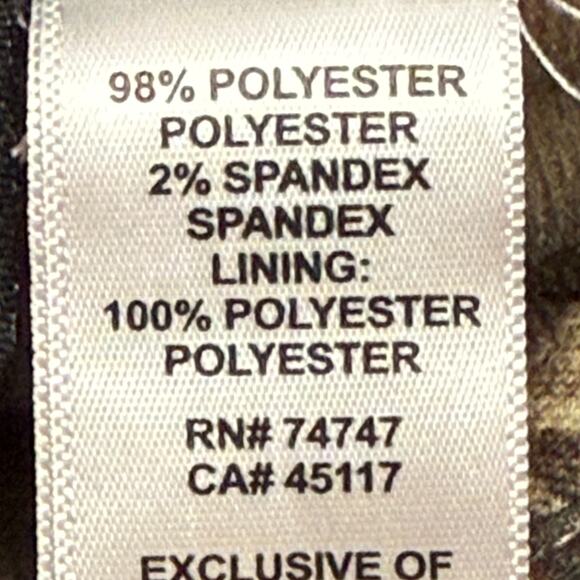 98% POLYESTER
POLYESTER
2% SPANDEX
SPANDEX
LINING:
100% POLYESTER
POLYESTER
RN# 74747
CA# 45117
EXCLUSIVE OF